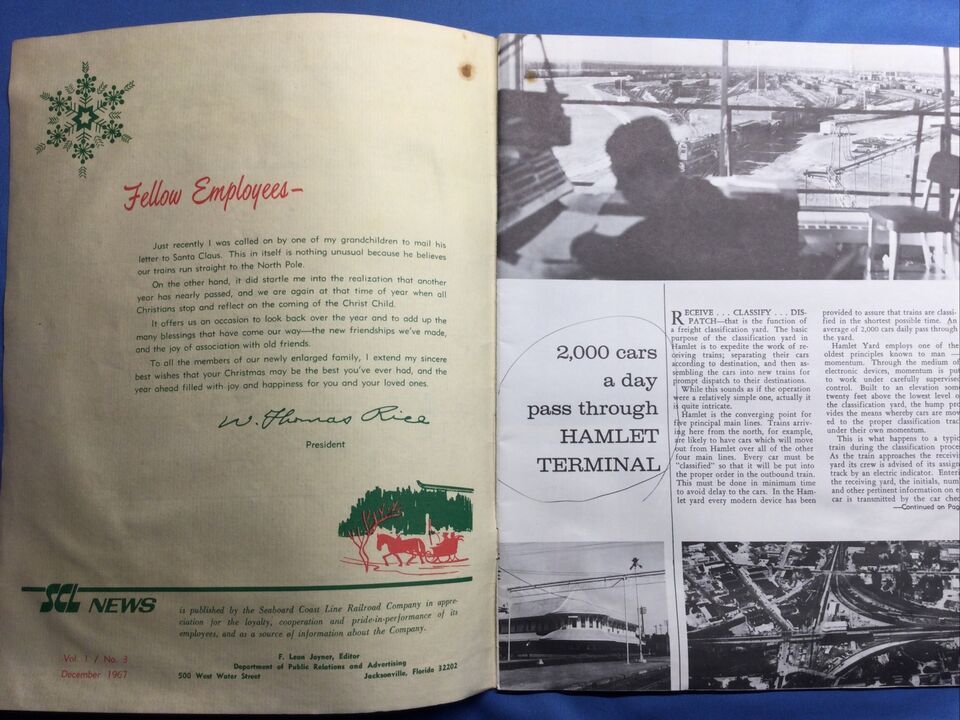 Fellow Employees—
Just recently I was called on by one of my grandchildren to mail his
letter to Santa Claus. This in itself is nothing unusual because he believes
our trains run straight to the North Pole.
On the other hand, it did startle me into the realization that another
year has nearly passed, and we are again at that time of year when all
Christians stop and reflect on the coming of the Christ Child.
It offers us an occasion to look back over the year and to add up the
many blessings that have come our way—the new friendships we've made,
and the joy of association with old friends.
To all the members of our newly enlarged family, I extend my sincere
best wishes that your Christmas may be the best you've ever had, and the
year ahead filled with joy and happiness for you and your loved ones.
W. Thomas Rice
President
SCL NEWS
is published by the Seaboard Coast Line Railroad Company in appre-
ciation for the loyalty, cooperation and pride-in-performance of its
employees, and as a source of information about the Company.
Vol. 1 / No. 3
December 1967
F. Leon Joyner, Editor
Department of Public Relations and Advertising
500 West Water Street Jacksonville, Florida 32202
2,000 cars
a day
pass through
HAMLET
TERMINAL
RECEIVE . . . CLASSIFY . . . DIS-
PATCH—that is the function of
a freight classification yard. The basic
purpose of the classification yard in
Hamlet is to expedite the work of re-
ceiving trains; separating their cars
according to destination, and then as-
sembling the cars into new trains for
prompt dispatch to their destinations.
While this sounds as if the operation
were a relatively simple one, actually it
is quite intricate.
Hamlet is the converging point for
five principal main lines. Trains arriv-
ing here from the north, for example,
are likely to have cars which will move
out from Hamlet over all of the other
four main lines. Every car must be
"classified" so that it will be put into
the proper order in the outbound train.
This must be done in minimum time
to avoid delay to the cars. In the Ham-
let yard every modern device has been
provided to assure that trains are classi-
fied in the shortest possible time. An
average of 2,000 cars daily pass through
the yard.
Hamlet Yard employs one of the
oldest principles known to man —
momentum. Through the medium of
electronic devices, momentum is put
to work under carefully supervised
control. Built to an elevation some
twenty feet above the lowest level o
the classification yard, the hump pro
vides the means whereby cars are mov
ed to the proper classification trac
under their own momentum.
This is what happens to a typic
train during the classification proce
As the train approaches the receivi
yard its crew is advised of its assign
track by an electric indicator. Enteri
the receiving yard, the initials, num
and other pertinent information on e
car is transmitted by the car chec
—Continued on Pag